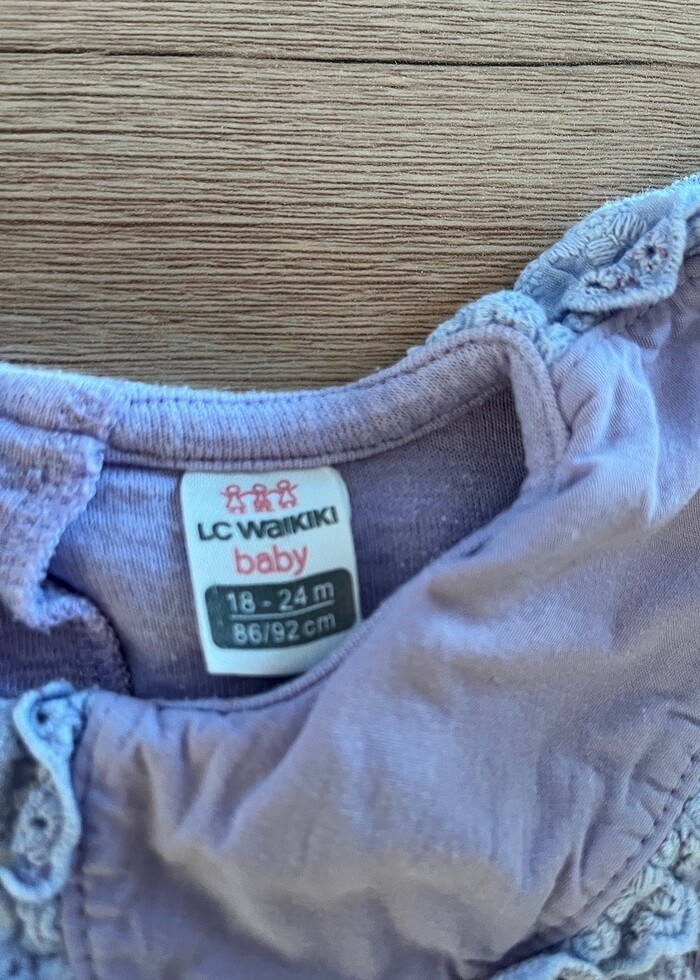 LC WAIKIKI
baby
18 - 24 m
86/92 cm